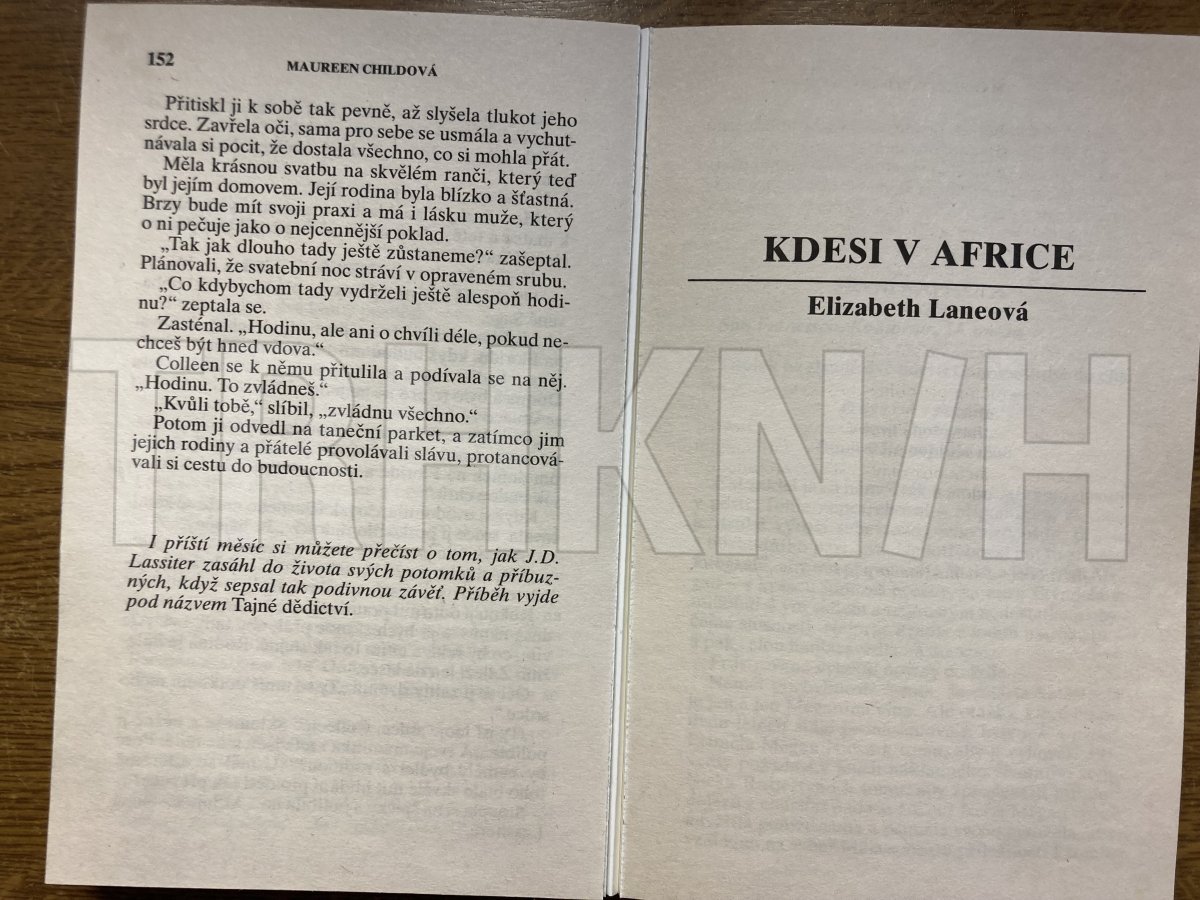 152
MAUREEN CHILDOVÁ
Přitiskl ji k sobě tak pevně, až slyšela tlukot jeho
srdce. Zavřela oči, sama pro sebe se usmála a vychut-
návala si pocit, že dostala všechno, co si mohla přát.
Měla krásnou svatbu na skvělém ranči, který teď
byl jejím domovem. Její rodina byla blízko a šťastná.
Brzy bude mít svoji praxi a má i lásku muže, který
o ni pečuje jako o nejcennější poklad.
„Tak jak dlouho tady ještě zůstaneme?“ zašeptal.
Plánovali, že svatební noc stráví v opraveném srubu.
„Co kdybychom tady vydrželi ještě alespoň hodi-
nu?“ zeptala se.
Zasténal. „Hodinu, ale ani o chvíli déle, pokud ne-
chceš být hned vdova.“
Colleen se k němu přitulila a podívala se na něj.
„Hodinu. To zvládneš.“
„Kvůli tobě,“ slíbil, „zvládnu všechno.“
Potom ji odvedl na taneční parket, a zatímco jim
jejich rodiny a přátelé provolávali slávu, protancová-
vali si cestu do budoucnosti.
I příští měsíc si můžete přečíst o tom, jak J.D.
Lassiter zasáhl do života svých potomků a příbuz-
ných, když sepsal tak podivnou závěť. Příběh vyjde
pod názvem Tajné dědictví.
KDESI V AFRICE
Elizabeth Laneová
TRHKNIH